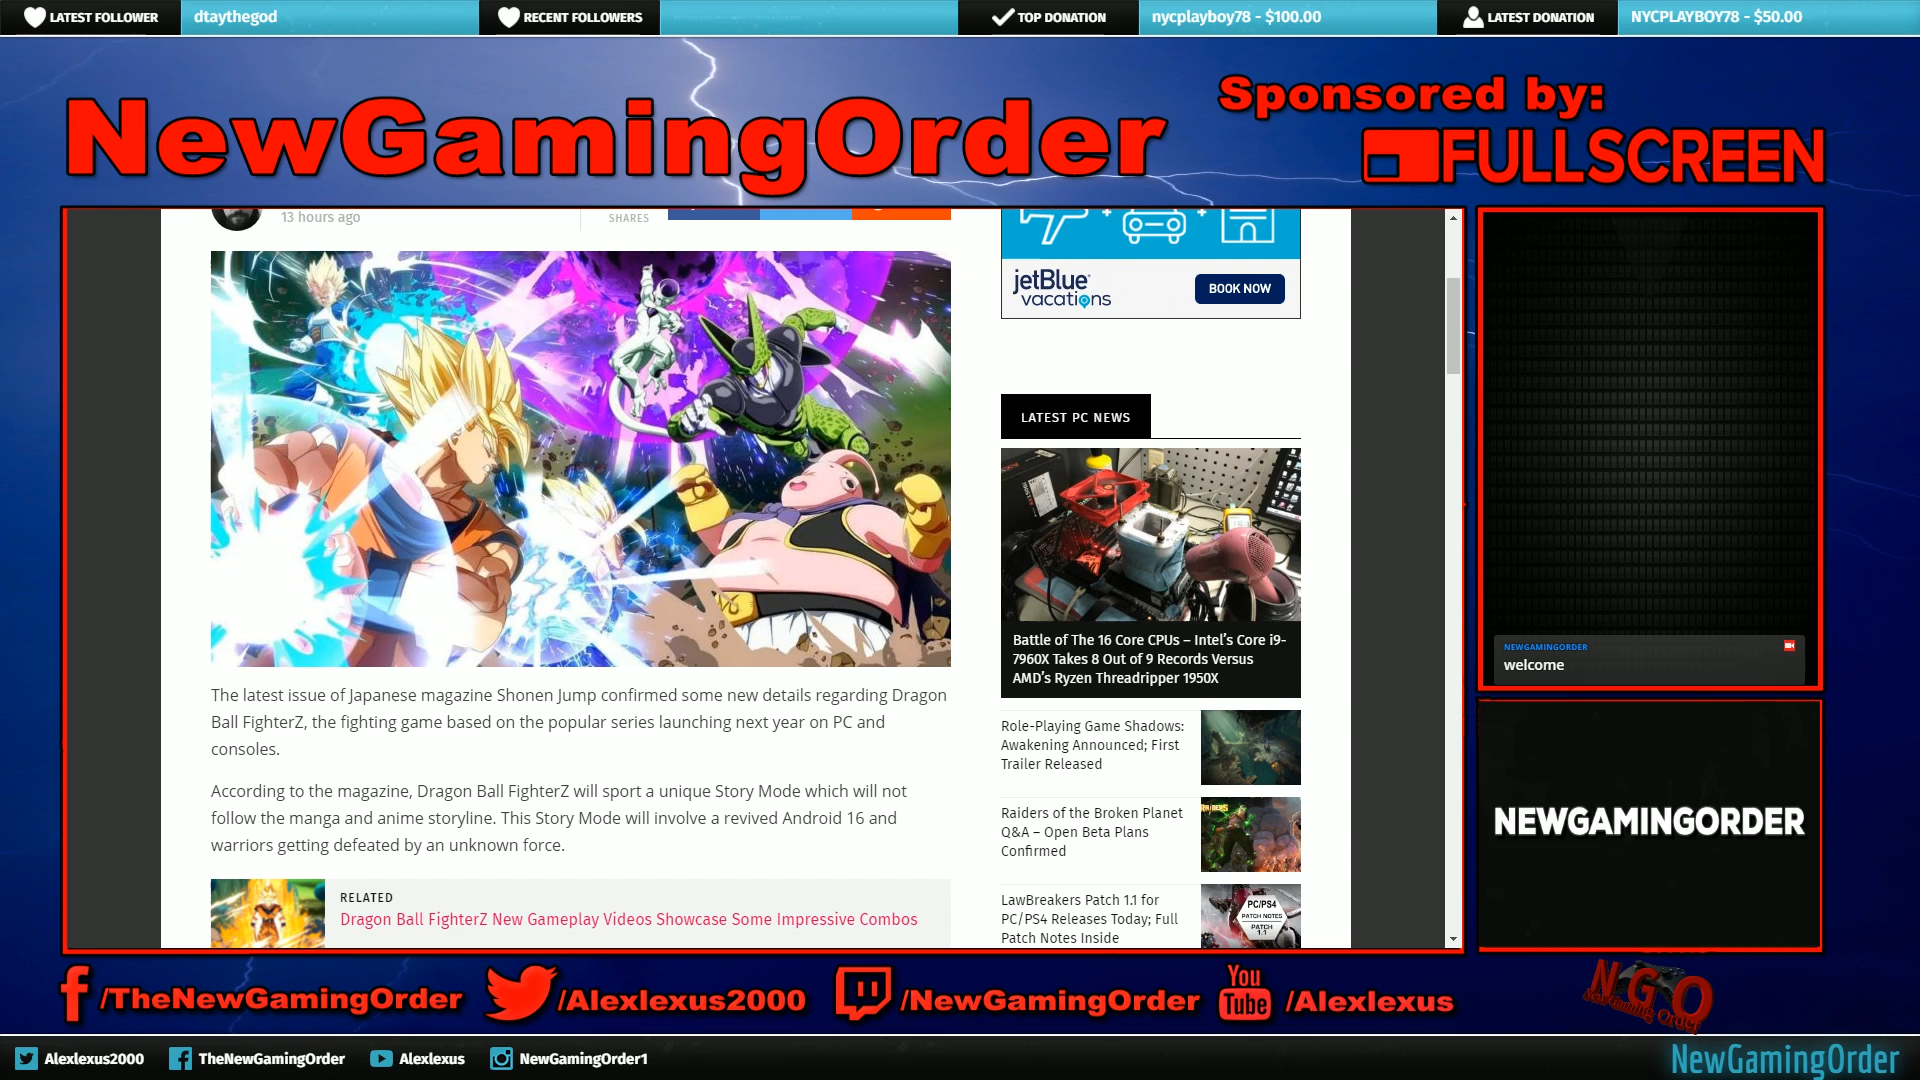 LATEST FOLLOWER
dtaythegod
RECENT FOLLOWERS
TOP DONATION
nycplayboy78 - $100.00
LATEST DONATION
NYCPLAYBOY78 - $50.00
NewGamingOrder
Sponsored by:
FULLSCREEN
13 hours ago
SHARES
jetBlue
vacations
BOOK NOW
LATEST PC NEWS
Battle of The 16 Core CPUs – Intel's Core i9-
7960X Takes 8 Out of 9 Records Versus
AMD's Ryzen Threadripper 1950X
The latest issue of Japanese magazine Shonen Jump confirmed some new details regarding Dragon
Ball FighterZ, the fighting game based on the popular series launching next year on PC and
consoles.
According to the magazine, Dragon Ball FighterZ will sport a unique Story Mode which will not
follow the manga and anime storyline. This Story Mode will involve a revived Android 16 and
warriors getting defeated by an unknown force.
RELATED
Dragon Ball FighterZ New Gameplay Videos Showcase Some Impressive Combos
Role-Playing Game Shadows:
Awakening Announced; First
Trailer Released
Raiders of the Broken Planet
Q&A – Open Beta Plans
Confirmed
RAIDERS
LawBreakers Patch 1.1 for
PC/PS4 Releases Today; Full
Patch Notes Inside
PC/PS4
PATCH NOTES
PATCH
1.1
NEWGAMINGORDER
welcome
NEWGAMINGORDER
/TheNewGamingOrder
/Alexlexus2000
/NewGamingOrder
You
Tube
/Alexlexus
NGO
New Gaming Order
Alexlexus2000
TheNewGamingOrder
Alexlexus
NewGamingOrder1
NewGamingOrder